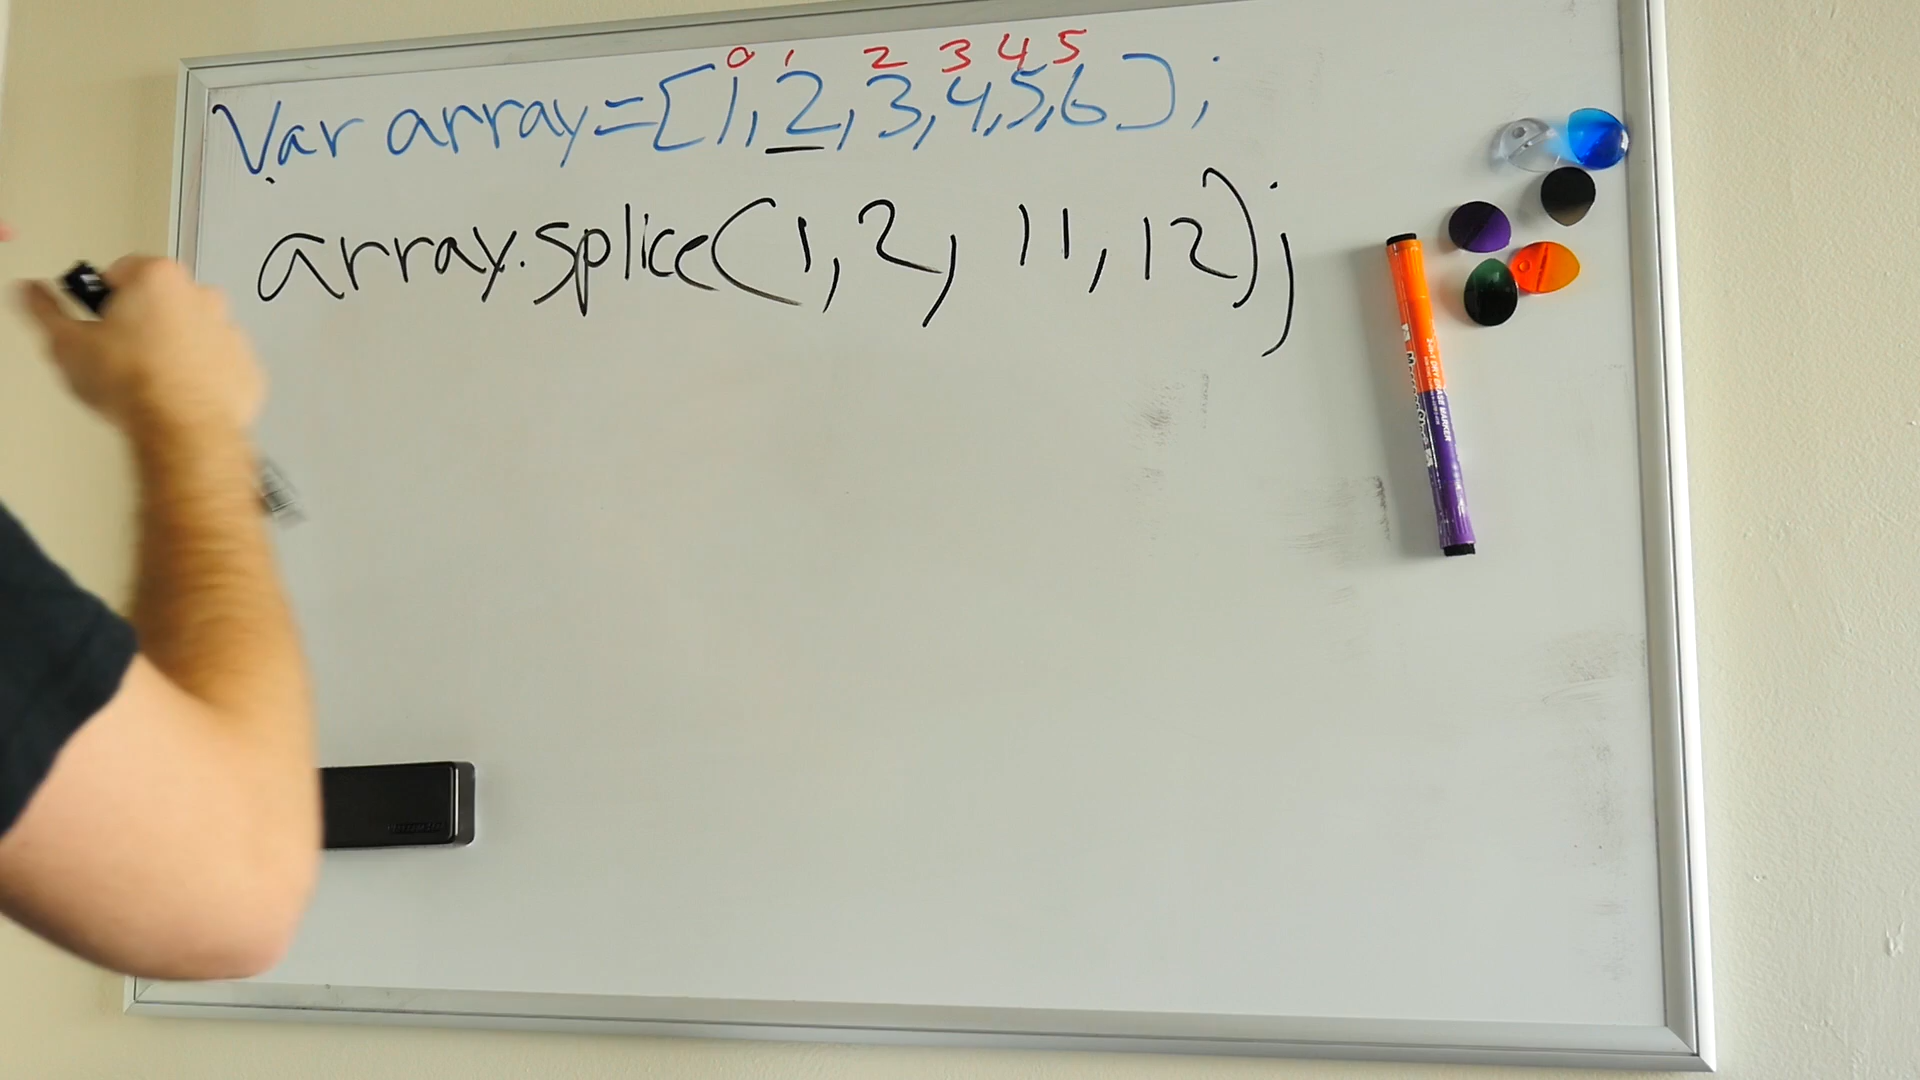 0 1 2 3 4 5
Var array=[1,2,3,4,5,6];
array.splice(1,2, 11,12);